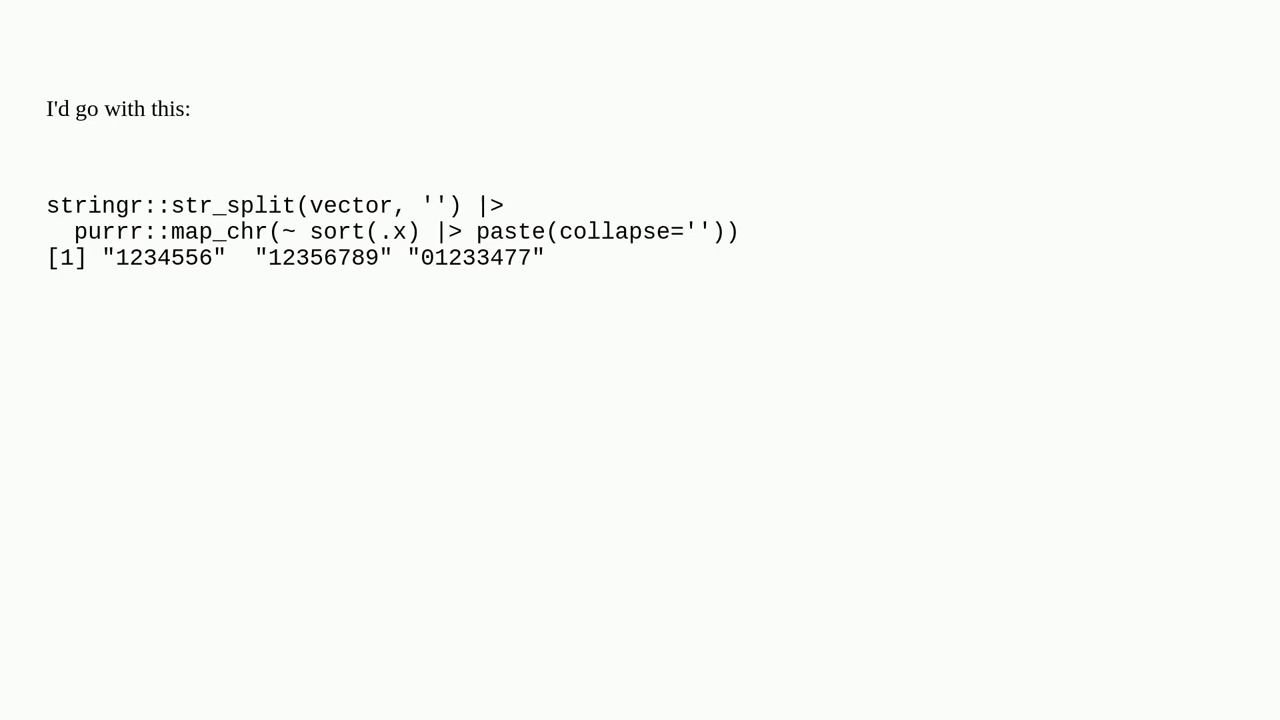 I'd go with this:
stringr::str_split(vector, '') |>
  purrr::map_chr(~ sort(.x) |> paste(collapse=''))
[1] "1234556"  "12356789" "01233477"